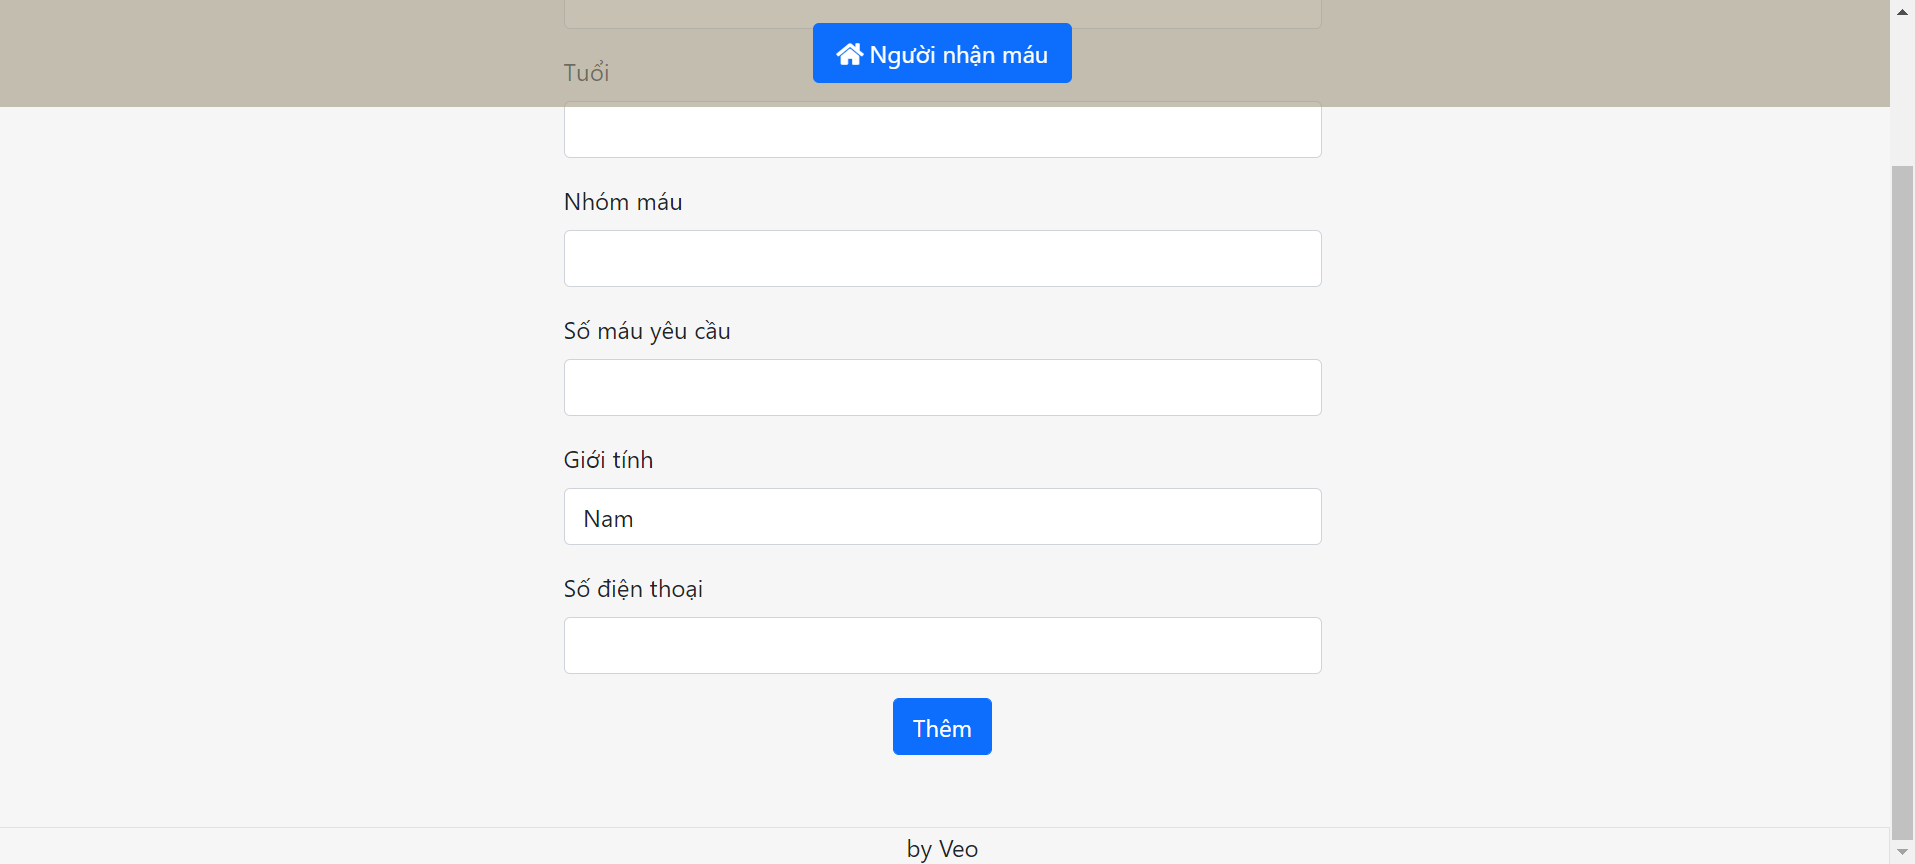 Người nhận máu
Tuổi
Nhóm máu
Số máu yêu cầu
Giới tính
Nam
Số điện thoại
Thêm
by Veo